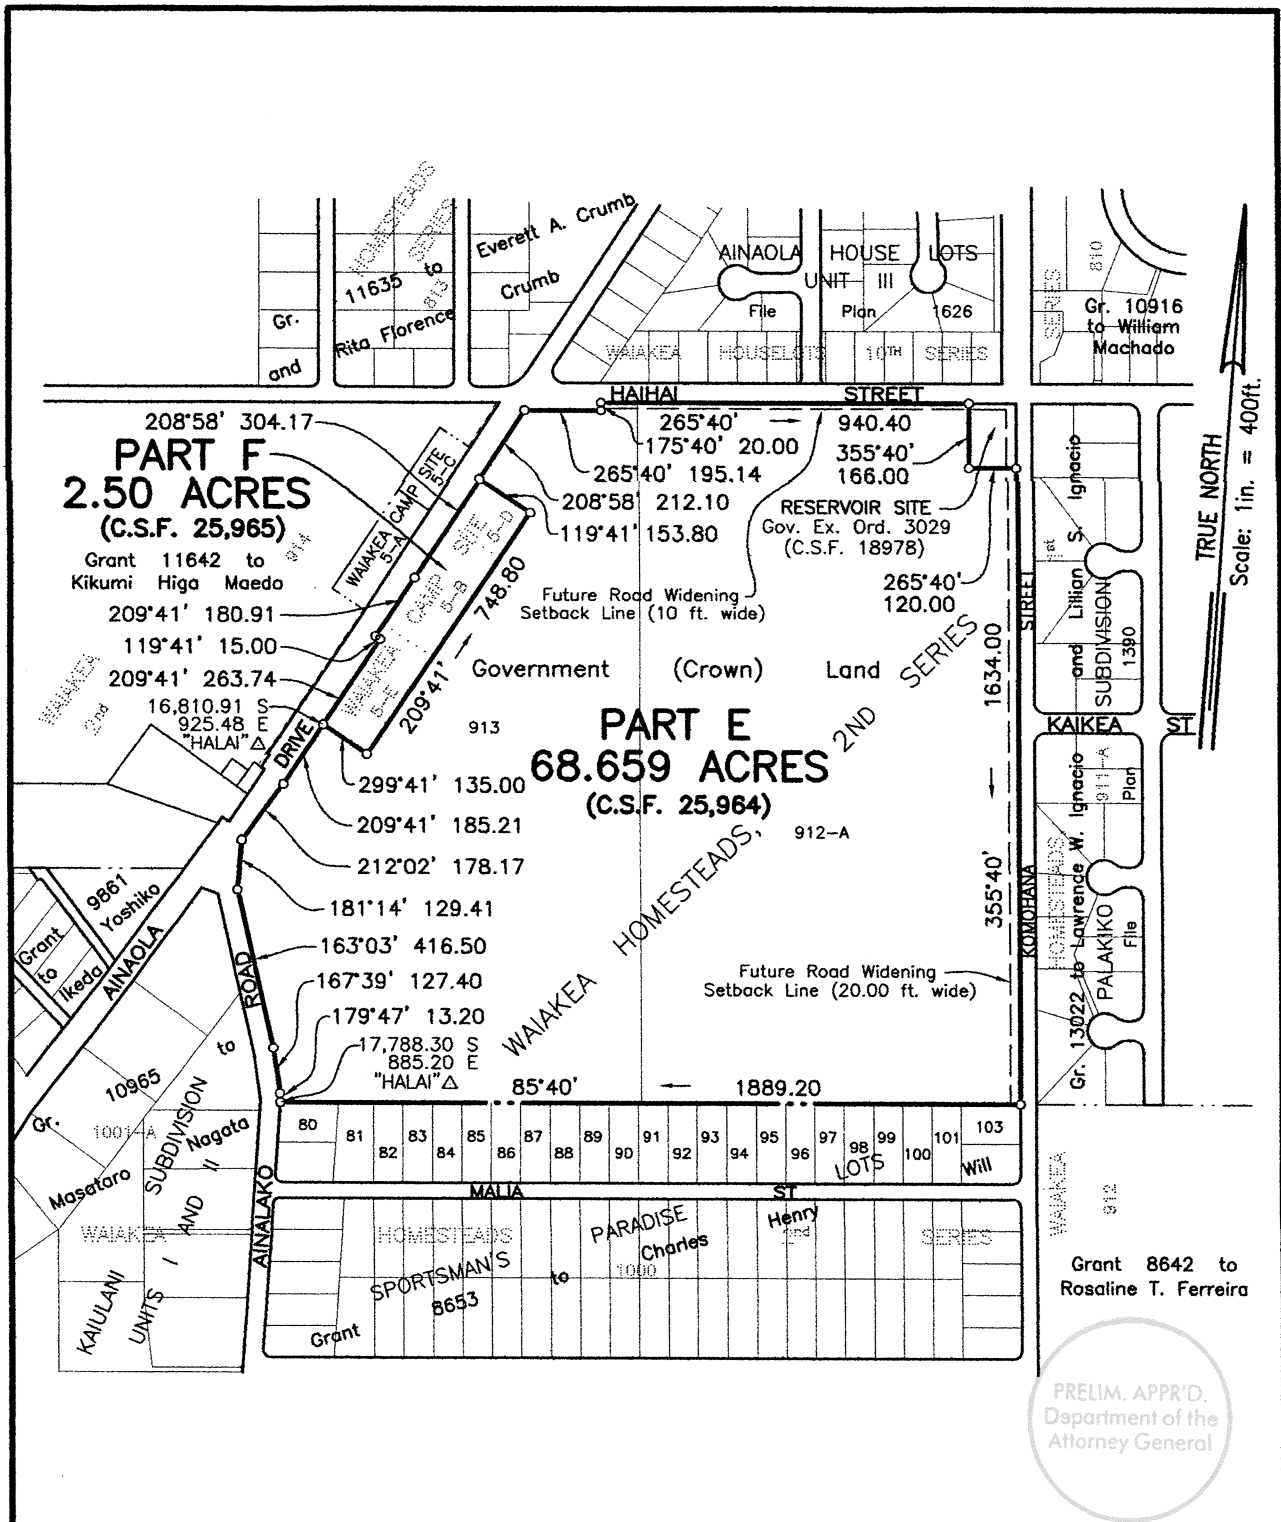 HOMESTEADS
SERIES
813
Gr. 11635 to
and Rita Florence
Everett A. Crumb
Crumb
AINAOLA HOUSE LOTS
UNIT III
File Plan 1626
WAIAKEA HOUSELOTS 10TH SERIES
SERIES
810
Gr. 10916
to William
Machado
HAIHAI STREET
TRUE NORTH
Scale: 1in. = 400ft.
208°58' 304.17
PART F
2.50 ACRES
(C.S.F. 25,965)
Grant 11642 to
Kikumi Higa Maedo
914
WAIAKEA CAMP SITE
5-A
5-C
265°40' 940.40
175°40' 20.00
265°40' 195.14
208°58' 212.10
119°41' 153.80
355°40'
166.00
RESERVOIR SITE
Gov. Ex. Ord. 3029
(C.S.F. 18978)
265°40'
120.00
Future Road Widening
Setback Line (10 ft. wide)
209°41' 180.91
119°41' 15.00
209°41' 263.74
16,810.91 S
925.48 E
"HALAI"△
WAIAKEA
2nd
WAIAKEA CAMP SITE
5-E
5-B
5-D
209°41' 748.80
Government (Crown) Land
913
PART E
68.659 ACRES
(C.S.F. 25,964)
912-A
WAIAKEA HOMESTEADS, 2ND SERIES
1634.00
355°40'
KOMOHANA STREET
1st
and Lillian S. Ignacio
SUBDIVISION
1390
KAIKEA ST
Gr. 13022 to Lawrence W. Ignacio
HOMESTEADS
911-A
PALAKIKO
File Plan
DRIVE
299°41' 135.00
209°41' 185.21
212°02' 178.17
181°14' 129.41
163°03' 416.50
167°39' 127.40
179°47' 13.20
17,788.30 S
885.20 E
"HALAI"△
Future Road Widening
Setback Line (20.00 ft. wide)
85°40' 1889.20
9861
Yoshiko
Grant
to
Ikeda
AINAOLA
ROAD
AINALAKO
Gr. 10965 to
1001-A
Masataro Nagata
SUBDIVISION
WAIAKEA
KAIULANI
UNITS I AND II
80 81 82 83 84 85 86 87 88 89 90 91 92 93 94 95 96 97 98 99 100 101 103
LOTS
Will
MALIA ST
HOMESTEADS 2nd SERIES
PARADISE
Henry
Charles
SPORTSMAN'S
to
1000
8653
Grant
WAIAKEA
912
Grant 8642 to
Rosaline T. Ferreira
PRELIM. APPR'D.
Department of the
Attorney General